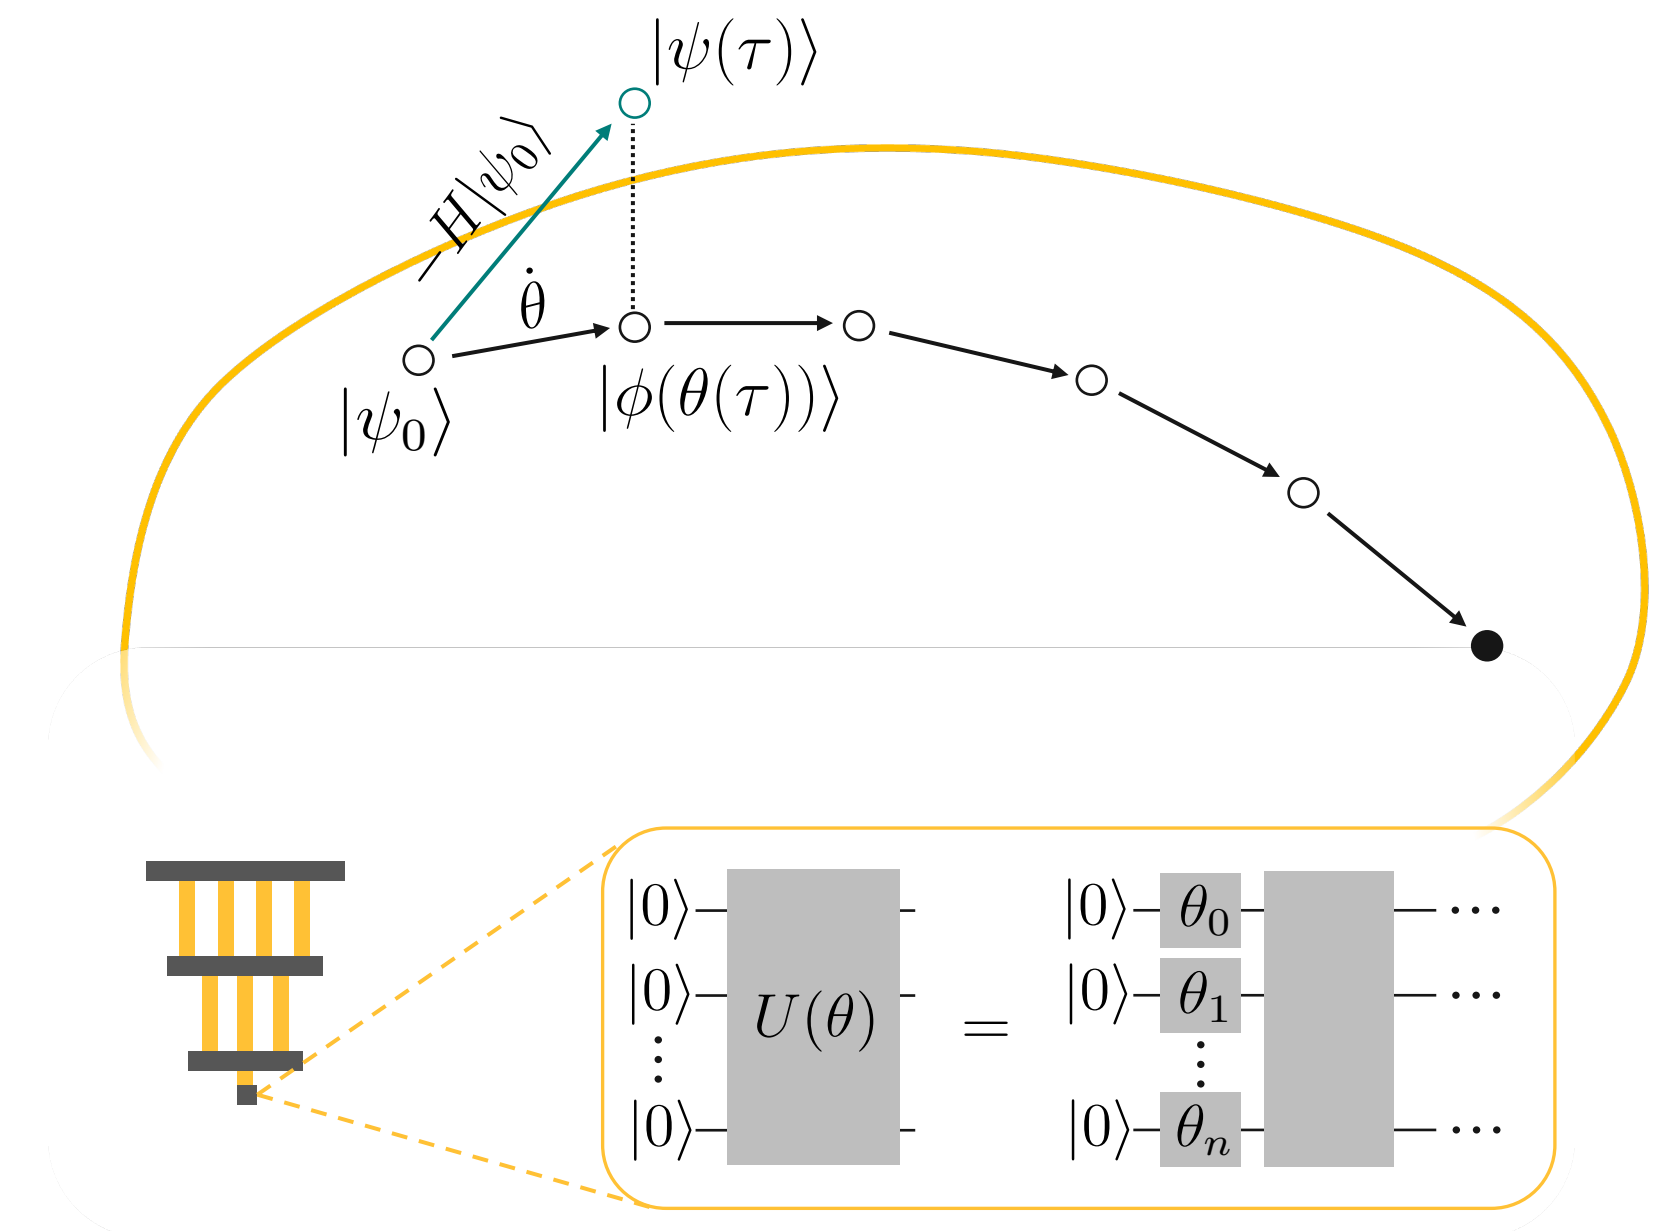 |ψ(τ)⟩
−H|ψ₀⟩
θ̇
|ψ₀⟩
|ϕ(θ(τ))⟩
|0⟩ |0⟩ θ₀ ⋯
|0⟩ |0⟩ θ₁ ⋯
U(θ) =
⋮ ⋮
|0⟩ |0⟩ θₙ ⋯